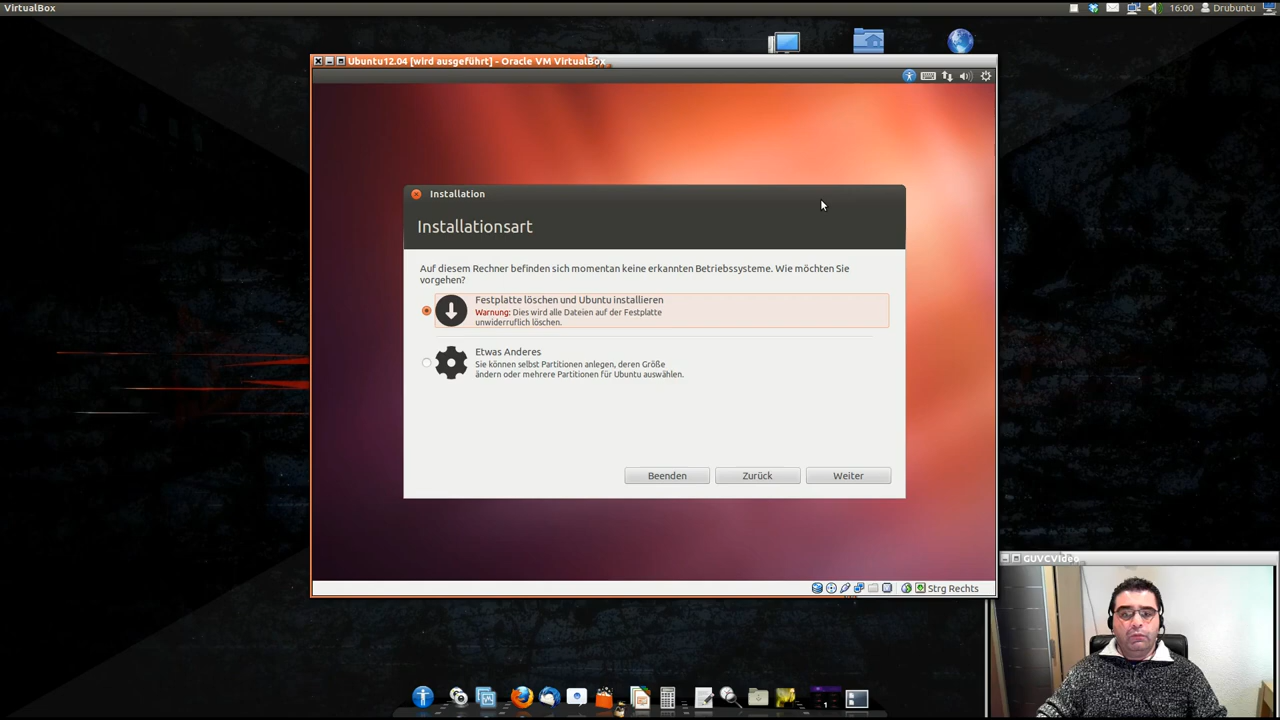 VirtualBox
16:00
Drubuntu
Ubuntu12.04 [wird ausgeführt] - Oracle VM VirtualBox
Installation
Installationsart
Auf diesem Rechner befinden sich momentan keine erkannten Betriebssysteme. Wie möchten Sie
vorgehen?
Festplatte löschen und Ubuntu installieren
Warnung: Dies wird alle Dateien auf der Festplatte
unwiderruflich löschen.
Etwas Anderes
Sie können selbst Partitionen anlegen, deren Größe
ändern oder mehrere Partitionen für Ubuntu auswählen.
Beenden
Zurück
Weiter
GUVCVideo
Strg Rechts
1